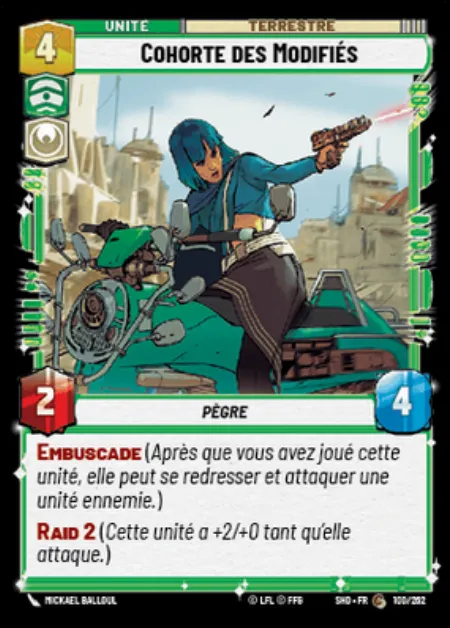 UNITÉ
TERRESTRE
4
COHORTE DES MODIFIÉS
2
PÈGRE
4
EMBUSCADE (Après que vous avez joué cette
unité, elle peut se redresser et attaquer une
unité ennemie.)
RAID 2 (Cette unité a +2/+0 tant qu'elle
attaque.)
MICKAEL BALLOUL
© LFL © FFG
SHD • FR
100/262